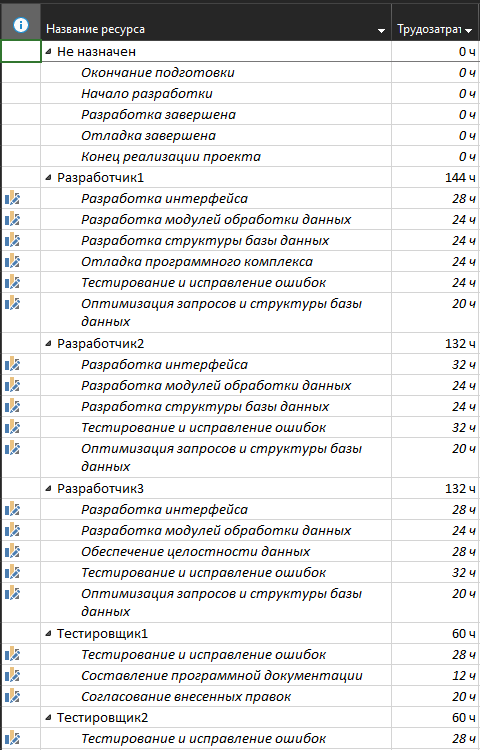 Название ресурса Трудозатрат
Не назначен 0 ч
Окончание подготовки 0 ч
Начало разработки 0 ч
Разработка завершена 0 ч
Отладка завершена 0 ч
Конец реализации проекта 0 ч
Разработчик1 144 ч
Разработка интерфейса 28 ч
Разработка модулей обработки данных 24 ч
Разработка структуры базы данных 24 ч
Отладка программного комплекса 24 ч
Тестирование и исправление ошибок 24 ч
Оптимизация запросов и структуры базы 20 ч
данных
Разработчик2 132 ч
Разработка интерфейса 32 ч
Разработка модулей обработки данных 24 ч
Разработка структуры базы данных 24 ч
Тестирование и исправление ошибок 32 ч
Оптимизация запросов и структуры базы 20 ч
данных
Разработчик3 132 ч
Разработка интерфейса 28 ч
Разработка модулей обработки данных 24 ч
Обеспечение целостности данных 28 ч
Тестирование и исправление ошибок 32 ч
Оптимизация запросов и структуры базы 20 ч
данных
Тестировщик1 60 ч
Тестирование и исправление ошибок 28 ч
Составление программной документации 12 ч
Согласование внесенных правок 20 ч
Тестировщик2 60 ч
Тестирование и исправление ошибок 28 ч